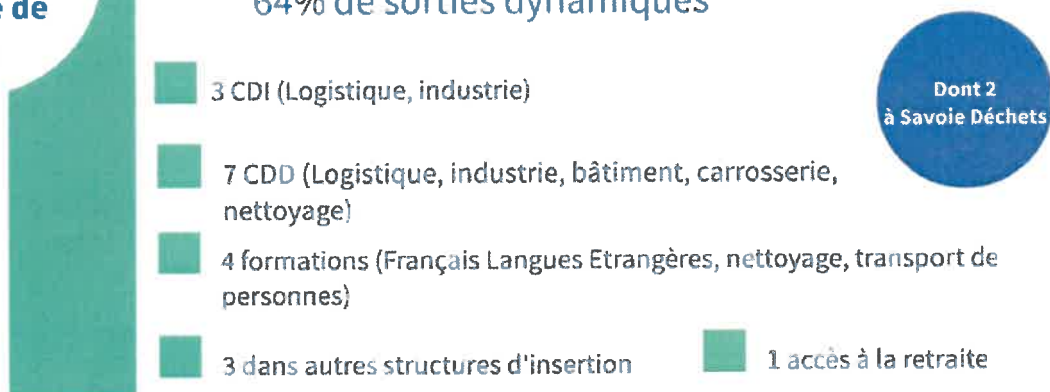 e de
64% de sorties dynamiques
3 CDI (Logistique, industrie)
Dont 2
à Savoie Déchets
7 CDD (Logistique, industrie, bâtiment, carrosserie,
nettoyage)
4 formations (Français Langues Etrangères, nettoyage, transport de
personnes)
3 dans autres structures d'insertion
1 accès à la retraite